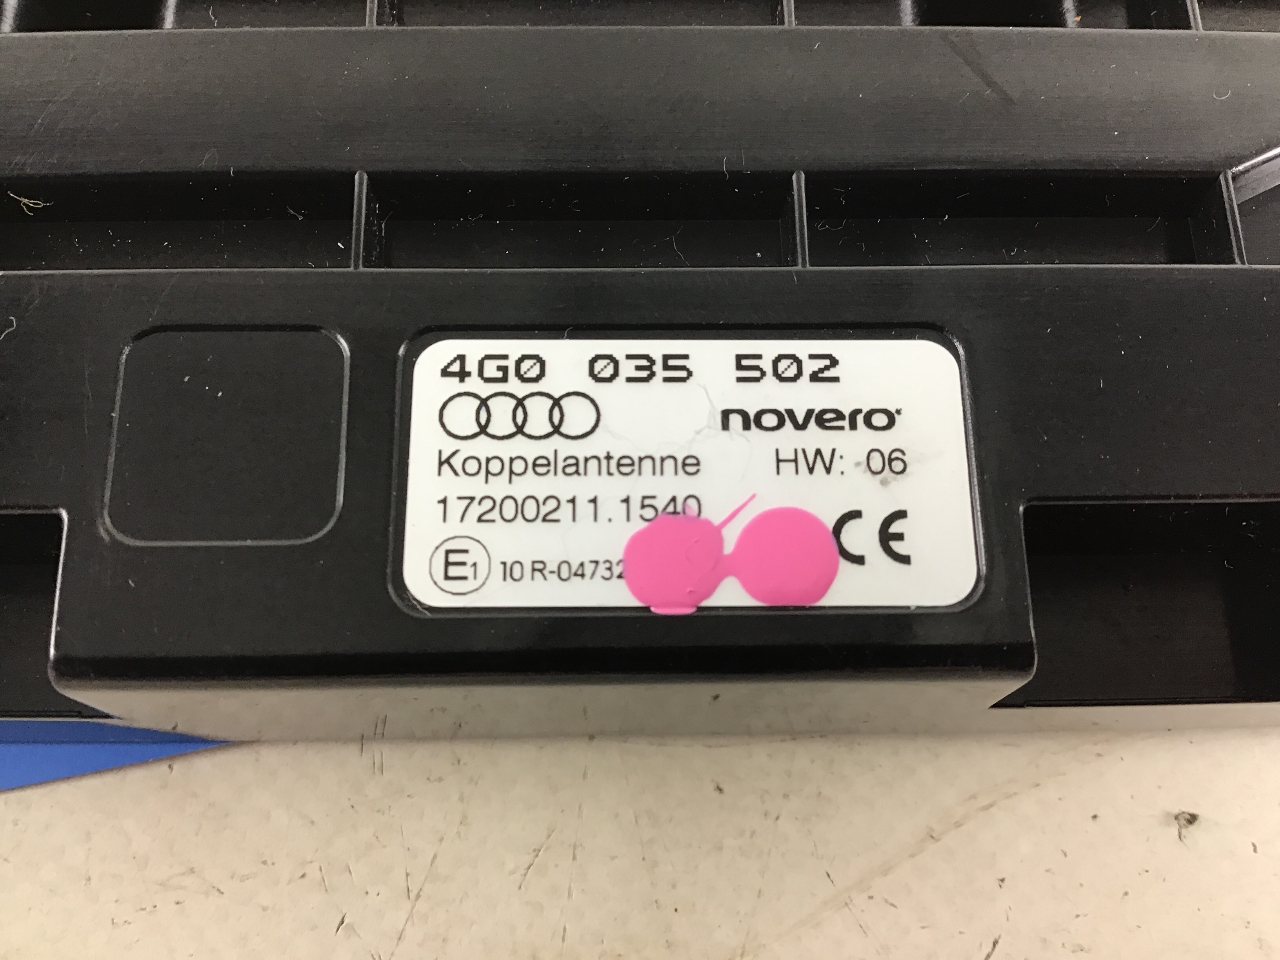 4G0 035 502
novero
Koppelantenne HW: 06
17200211.1540
E1 10 R-04732
CE